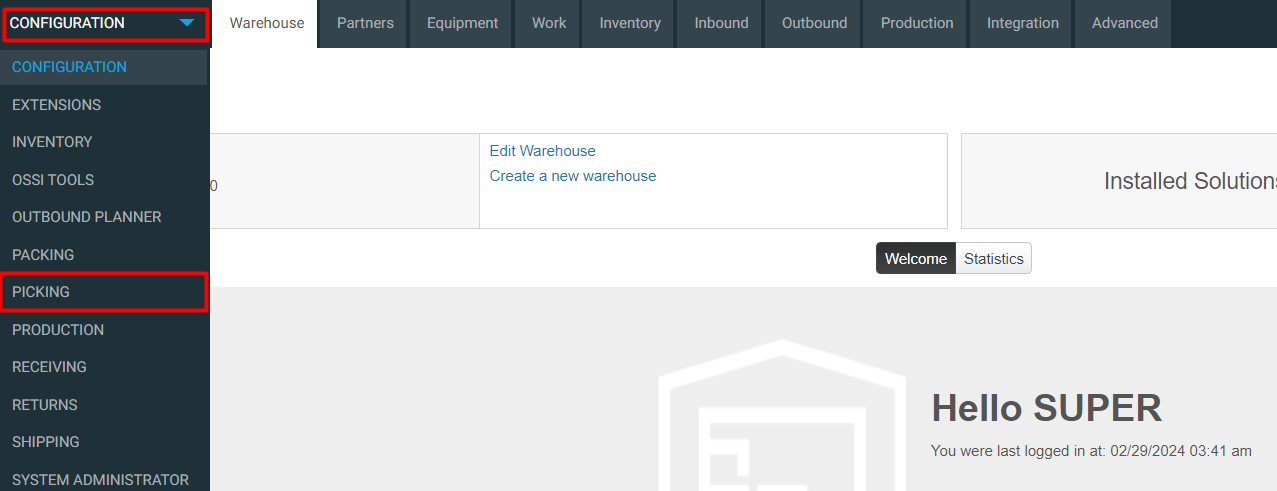 CONFIGURATION
Warehouse
Partners
Equipment
Work
Inventory
Inbound
Outbound
Production
Integration
Advanced
CONFIGURATION
EXTENSIONS
INVENTORY
OSSI TOOLS
OUTBOUND PLANNER
PACKING
PICKING
PRODUCTION
RECEIVING
RETURNS
SHIPPING
SYSTEM ADMINISTRATOR
0
Edit Warehouse
Create a new warehouse
Installed Solutions
Welcome
Statistics
Hello SUPER
You were last logged in at: 02/29/2024 03:41 am